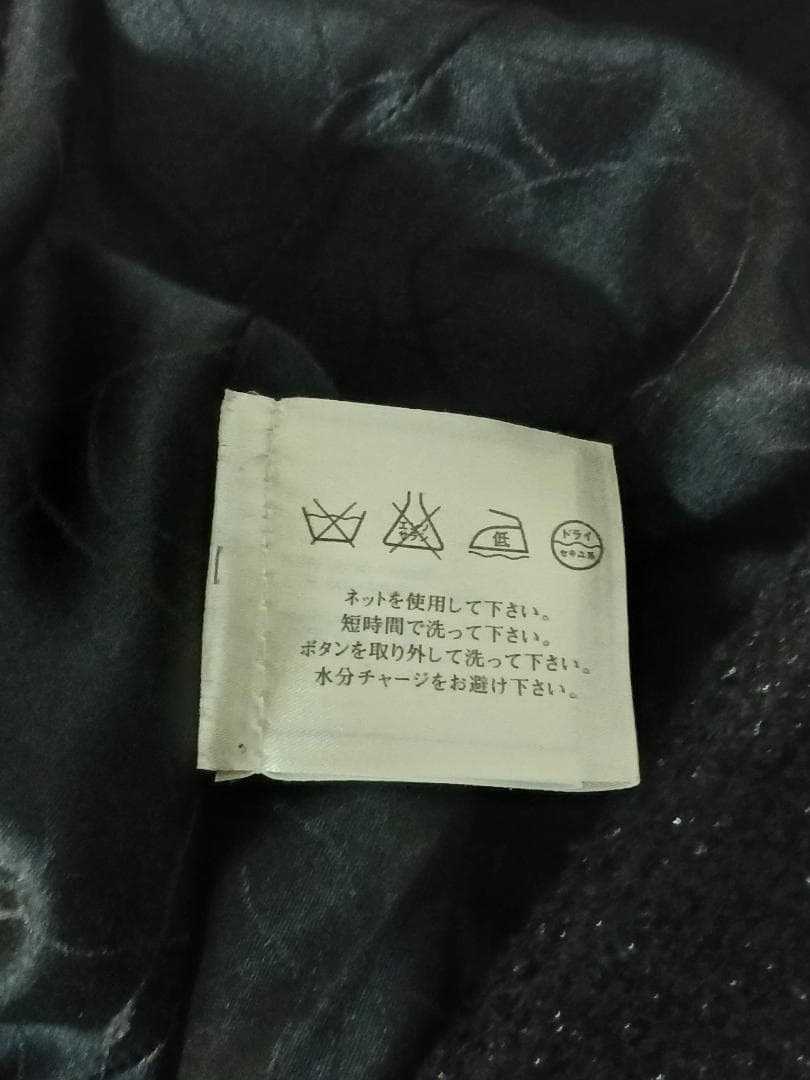 エンソ
サラシ
低
ドライ
セキユ系
ネットを使用して下さい。
短時間で洗って下さい。
ボタンを取り外して洗って下さい。
水分チャージをお避け下さい。